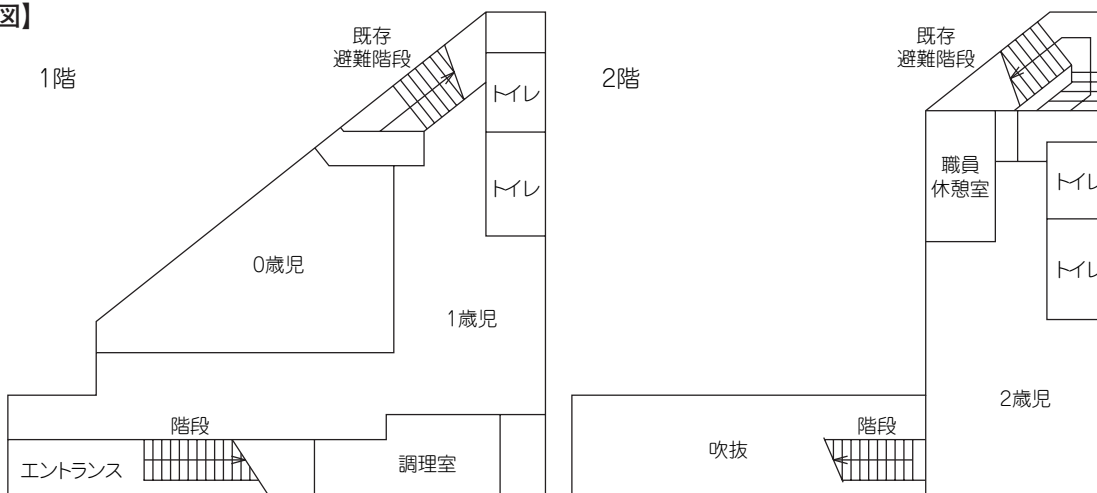 図】
1階
既存
避難階段
トイレ
トイレ
0歳児
1歳児
階段
エントランス
調理室
2階
既存
避難階段
職員
休憩室
トイレ
トイレ
2歳児
階段
吹抜